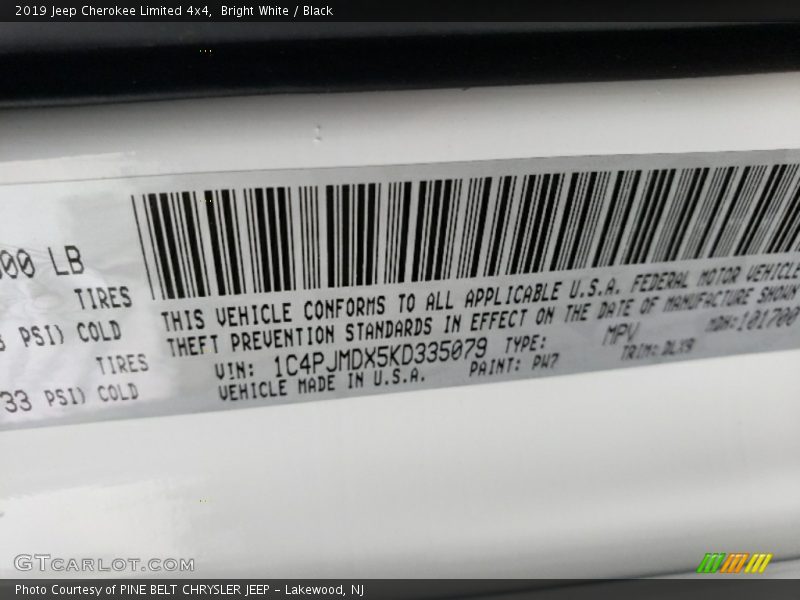 2019 Jeep Cherokee Limited 4x4, Bright White / Black
00 LB
TIRES
PSI) COLD
TIRES
33 PSI) COLD
THIS VEHICLE CONFORMS TO ALL APPLICABLE U.S.A. FEDERAL MOTOR VEHICLE
THEFT PREVENTION STANDARDS IN EFFECT ON THE DATE OF MANUFACTURE SHOWN
VIN: 1C4PJMDX5KD335079 TYPE: MPV MDH:101700
VEHICLE MADE IN U.S.A. PAINT: PW7 TRIM: DLX9
GTCARLOT.COM
Photo Courtesy of PINE BELT CHRYSLER JEEP - Lakewood, NJ